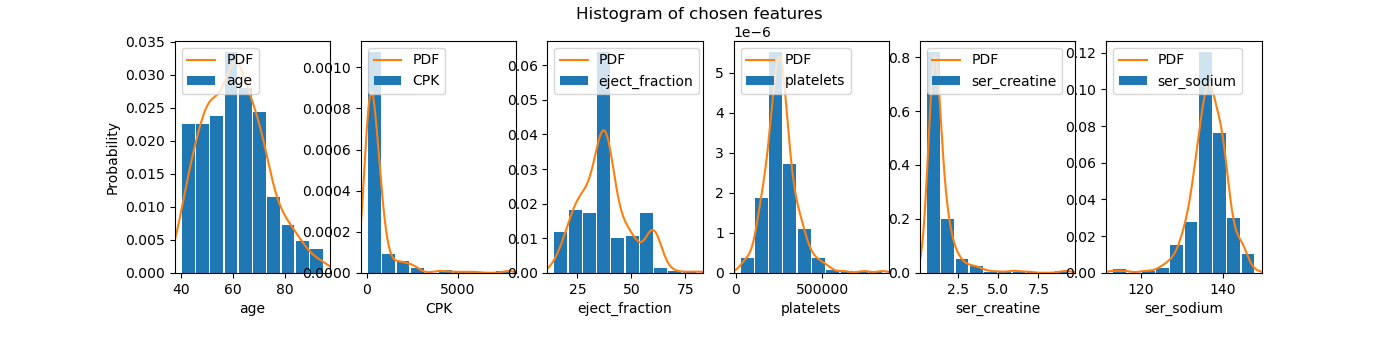 Histogram of chosen features
Probability
0.035
0.030
0.025
0.020
0.015
0.010
0.005
0.000
PDF
age
40 60 80
age
0.0010
0.0008
0.0006
0.0004
0.0002
0.0000
PDF
CPK
0 5000
CPK
0.06
0.05
0.04
0.03
0.02
0.01
0.00
PDF
eject_fraction
25 50 75
eject_fraction
1e−6
5
4
3
2
1
0
PDF
platelets
0 500000
platelets
0.8
0.6
0.4
0.2
0.0
PDF
ser_creatine
2.5 5.0 7.5
ser_creatine
0.12
0.10
0.08
0.06
0.04
0.02
0.00
PDF
ser_sodium
120 140
ser_sodium